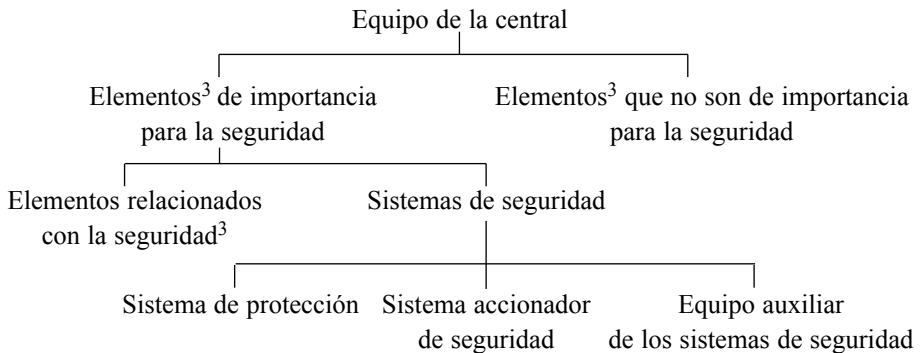 Equipo de la central
Elementos³ de importancia
para la seguridad
Elementos³ que no son de importancia
para la seguridad
Elementos relacionados
con la seguridad³
Sistemas de seguridad
Sistema de protección
Sistema accionador
de seguridad
Equipo auxiliar
de los sistemas de seguridad